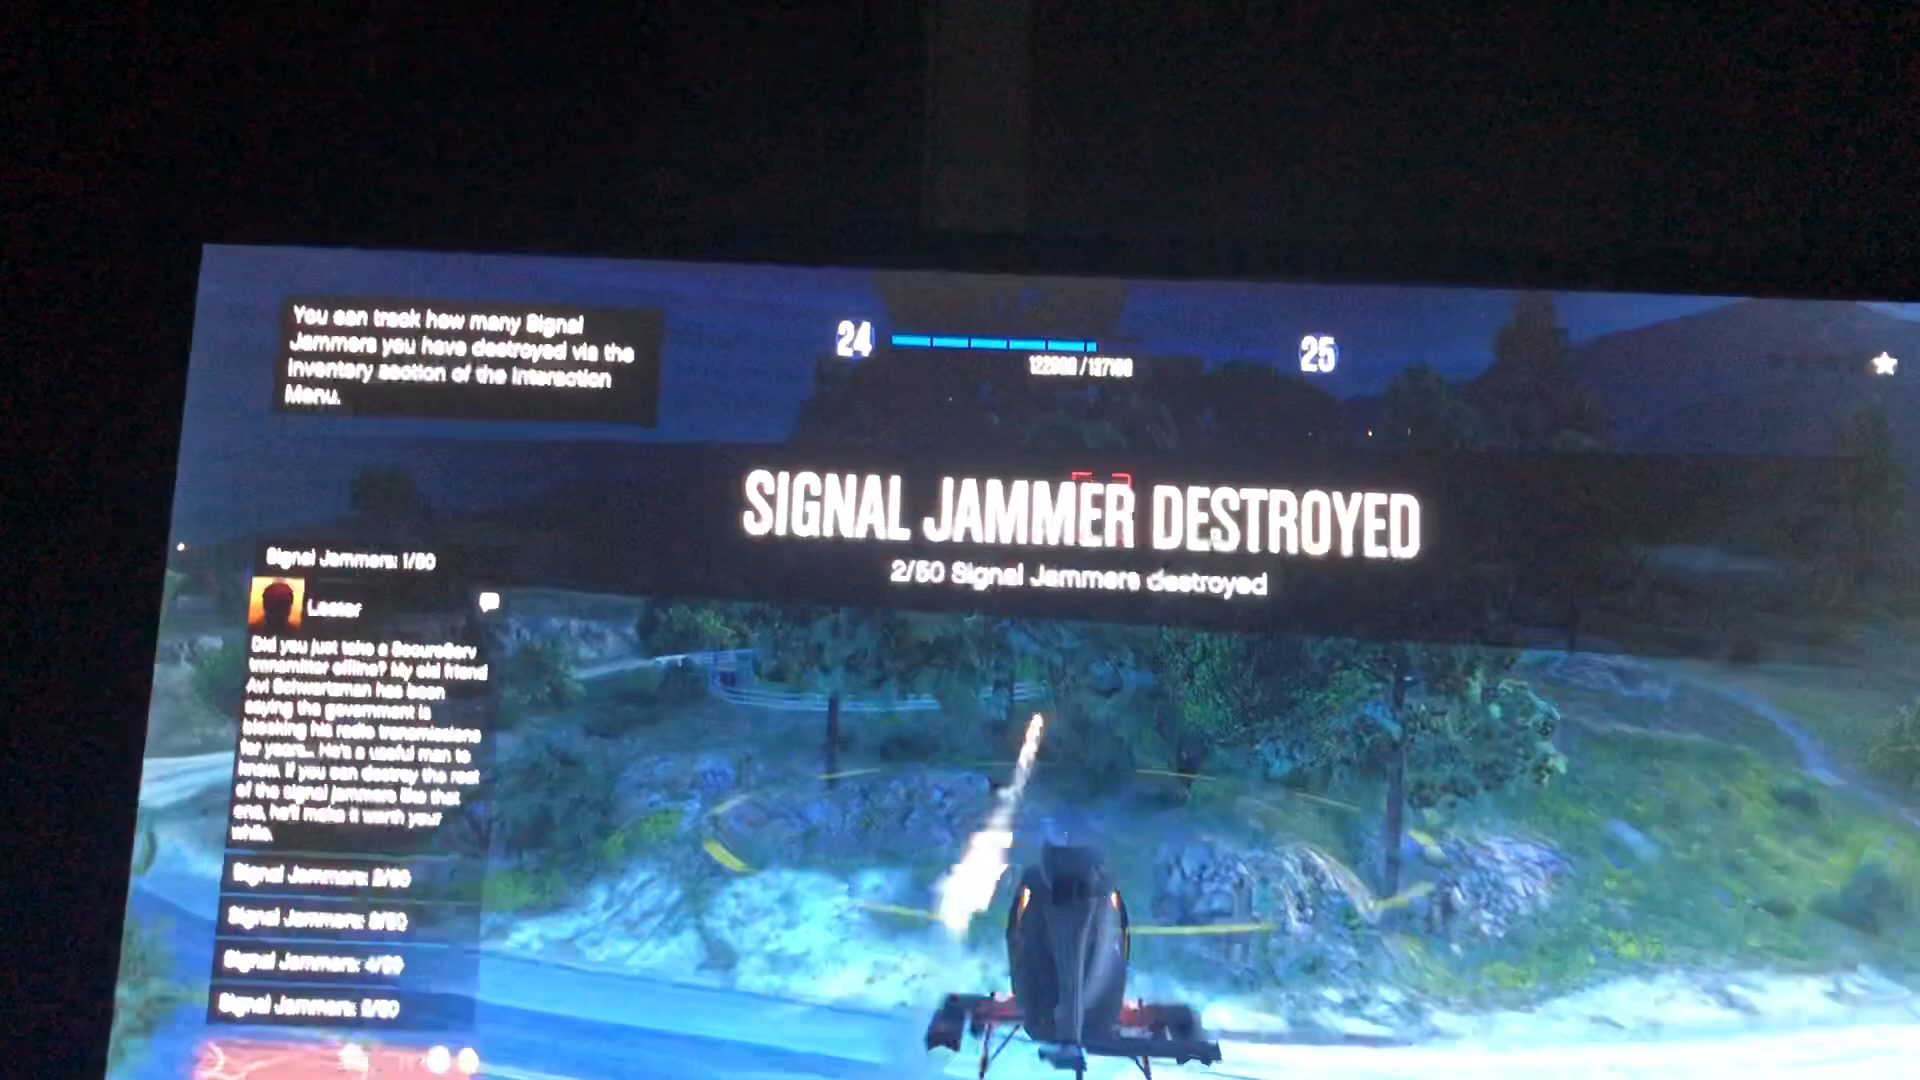 You can track how many Signal
Jammers you have destroyed via the
Inventory section of the Interaction
Menu.
24
122900/137100
25
SIGNAL JAMMER DESTROYED
2/50 Signal Jammers destroyed
Signal Jammers: 1/50
Lester
Did you just take a SecuroServ
transmitter offline? My old friend
Avi Schwartzman has been
saying the government is
blocking his radio transmissions
for years... He's a useful man to
know. If you can destroy the rest
of the signal jammers like that
one, he'll make it worth your
while.
Signal Jammers: 2/50
Signal Jammers: 3/50
Signal Jammers: 4/50
Signal Jammers: 5/50